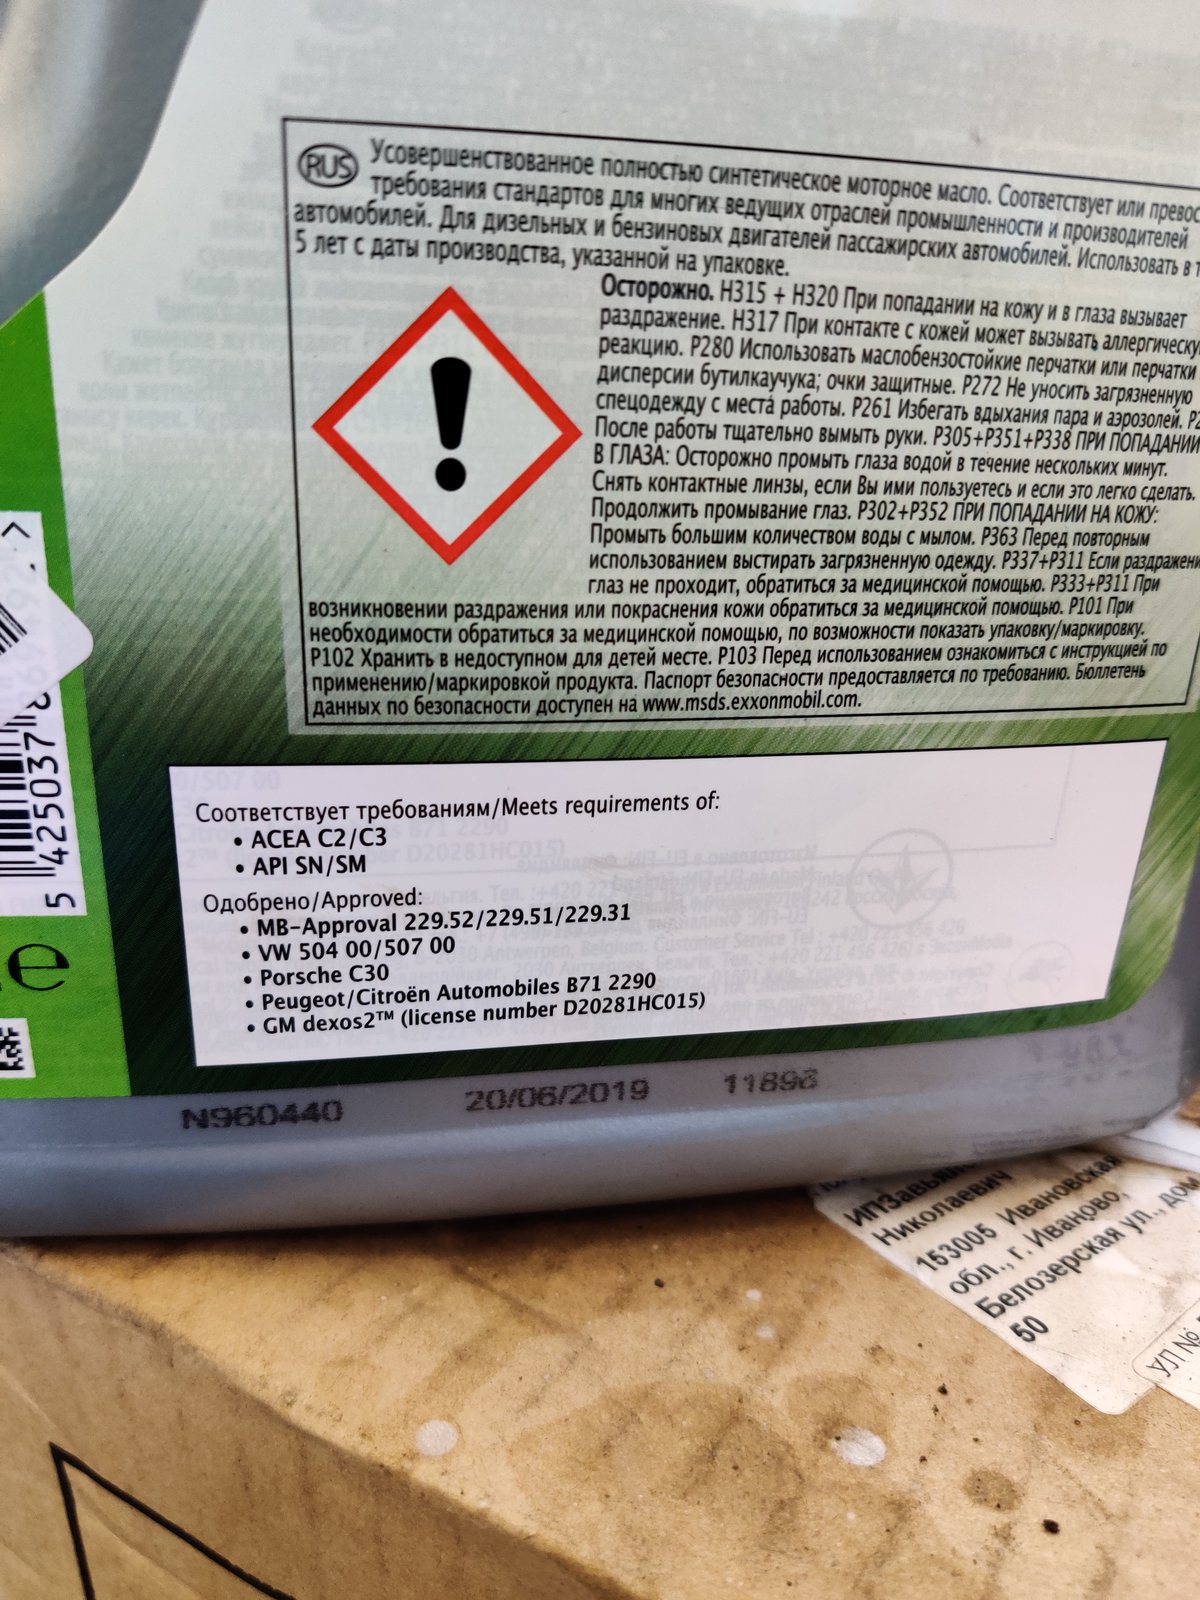 RUS
Усовершенствованное полностью синтетическое моторное масло. Соответствует или превос
требования стандартов для многих ведущих отраслей промышленности и производителей
автомобилей. Для дизельных и бензиновых двигателей пассажирских автомобилей. Использовать в т
5 лет с даты производства, указанной на упаковке.
Осторожно. H315 + H320 При попадании на кожу и в глаза вызывает
раздражение. H317 При контакте с кожей может вызывать аллергическу
реакцию. P280 Использовать маслобензостойкие перчатки или перчатки
дисперсии бутилкаучука; очки защитные. P272 Не уносить загрязненную
спецодежду с места работы. P261 Избегать вдыхания пара и аэрозолей. P2
После работы тщательно вымыть руки. P305+P351+P338 ПРИ ПОПАДАНИИ
В ГЛАЗА: Осторожно промыть глаза водой в течение нескольких минут.
Снять контактные линзы, если Вы ими пользуетесь и если это легко сделать.
Продолжить промывание глаз. P302+P352 ПРИ ПОПАДАНИИ НА КОЖУ:
Промыть большим количеством воды с мылом. P363 Перед повторным
использованием выстирать загрязненную одежду. P337+P311 Если раздражени
глаз не проходит, обратиться за медицинской помощью. P333+P311 При
возникновении раздражения или покраснения кожи обратиться за медицинской помощью. P101 При
необходимости обратиться за медицинской помощью, по возможности показать упаковку/маркировку.
P102 Хранить в недоступном для детей месте. P103 Перед использованием ознакомиться с инструкцией по
применению/маркировкой продукта. Паспорт безопасности предоставляется по требованию. Бюллетень
данных по безопасности доступен на www.msds.exxonmobil.com.
5 425037 8
Соответствует требованиям/Meets requirements of:
• ACEA C2/C3
• API SN/SM
Одобрено/Approved:
• MB-Approval 229.52/229.51/229.31
• VW 504 00/507 00
• Porsche C30
• Peugeot/Citroën Automobiles B71 2290
• GM dexos2™ (license number D20281HC015)
e
N960440 20/06/2019 11898
Николаевич
153005 Ивановская
обл., г. Иваново,
Белозерская ул., дом
50
УЛ №